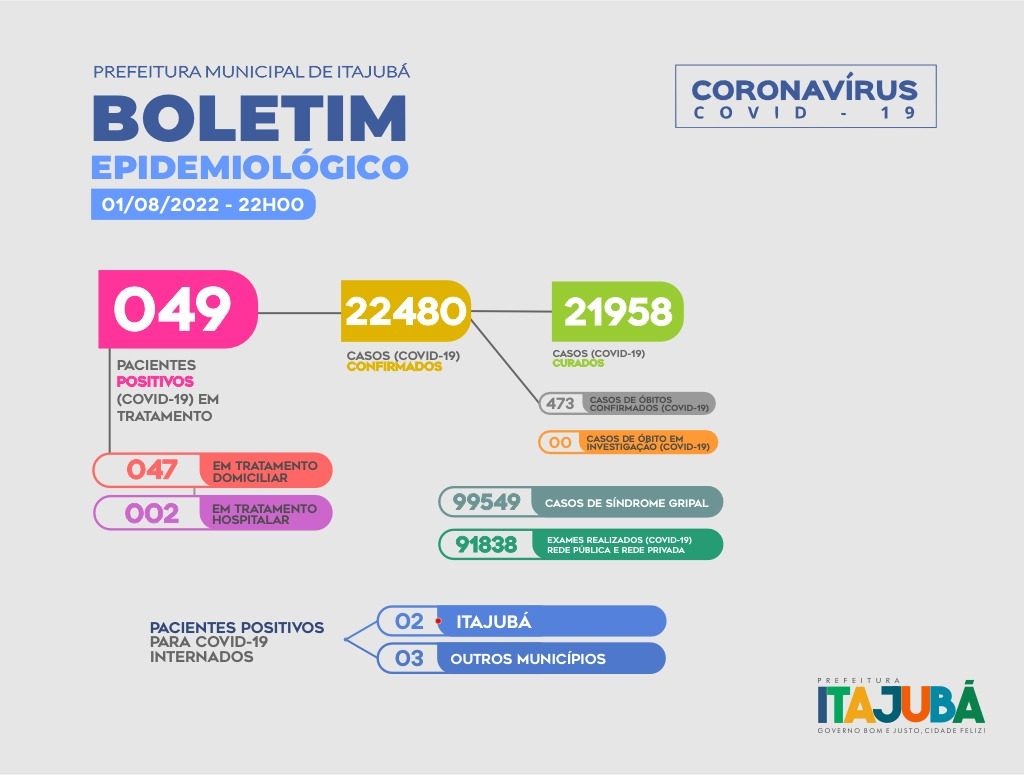 PREFEITURA MUNICIPAL DE ITAJUBÁ
BOLETIM
EPIDEMIOLÓGICO
01/08/2022 - 22H00
CORONAVÍRUS
COVID - 19
049
PACIENTES
POSITIVOS
(COVID-19) EM
TRATAMENTO
22480
CASOS (COVID-19)
CONFIRMADOS
21958
CASOS (COVID-19)
CURADOS
473
CASOS DE ÓBITOS
CONFIRMADOS (COVID-19)
00
CASOS DE ÓBITO EM
INVESTIGAÇÃO (COVID-19)
047
EM TRATAMENTO
DOMICILIAR
002
EM TRATAMENTO
HOSPITALAR
99549
CASOS DE SÍNDROME GRIPAL
91838
EXAMES REALIZADOS (COVID-19)
REDE PÚBLICA E REDE PRIVADA
PACIENTES POSITIVOS
PARA COVID-19
INTERNADOS
02
ITAJUBÁ
03
OUTROS MUNICÍPIOS
PREFEITURA
ITAJUBÁ
GOVERNO BOM E JUSTO, CIDADE FELIZ!